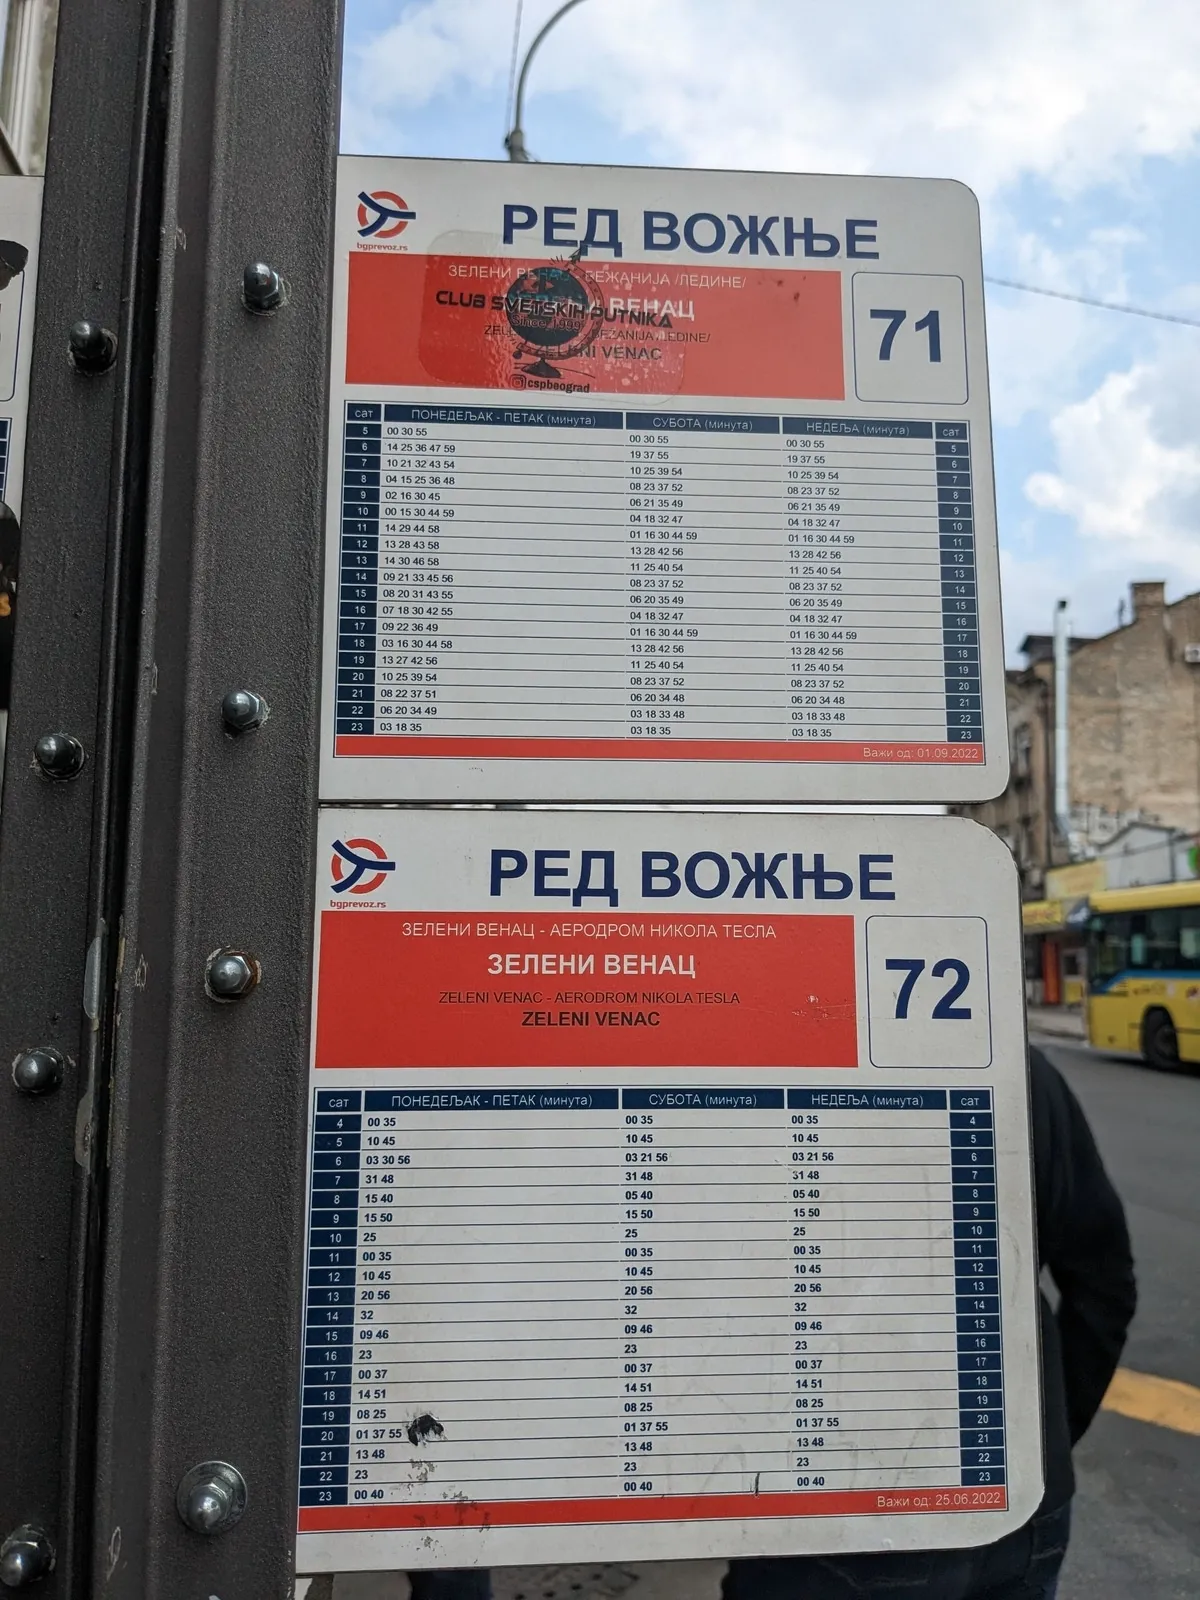 РЕД ВОЖЊЕ
bgprevoz.rs
ЗЕЛЕНИ БЕЖАНИЈА /ЛЕДИНЕ/
ВЕНАЦ
CLUB SVETSKIH PUTNIKA
Since, 1999
BEŽANIJA /LEDINE/
ZELENI VENAC
cspbeograd
71
сат ПОНЕДЕЉАК - ПЕТАК (минута) СУБОТА (минута) НЕДЕЉА (минута) сат
5 00 30 55 00 30 55 00 30 55 5
6 14 25 36 47 59 19 37 55 19 37 55 6
7 10 21 32 43 54 10 25 39 54 10 25 39 54 7
8 04 15 25 36 48 08 23 37 52 08 23 37 52 8
9 02 16 30 45 06 21 35 49 06 21 35 49 9
10 00 15 30 44 59 04 18 32 47 04 18 32 47 10
11 14 29 44 58 01 16 30 44 59 01 16 30 44 59 11
12 13 28 43 58 13 28 42 56 13 28 42 56 12
13 14 30 46 58 11 25 40 54 11 25 40 54 13
14 09 21 33 45 56 08 23 37 52 08 23 37 52 14
15 08 20 31 43 55 06 20 35 49 06 20 35 49 15
16 07 18 30 42 55 04 18 32 47 04 18 32 47 16
17 09 22 36 49 01 16 30 44 59 01 16 30 44 59 17
18 03 16 30 44 58 13 28 42 56 13 28 42 56 18
19 13 27 42 56 11 25 40 54 11 25 40 54 19
20 10 25 39 54 08 23 37 52 08 23 37 52 20
21 08 22 37 51 06 20 34 48 06 20 34 48 21
22 06 20 34 49 03 18 33 48 03 18 33 48 22
23 03 18 35 03 18 35 03 18 35 23
Важи од: 01.09.2022
РЕД ВОЖЊЕ
bgprevoz.rs
ЗЕЛЕНИ ВЕНАЦ - АЕРОДРОМ НИКОЛА ТЕСЛА
ЗЕЛЕНИ ВЕНАЦ
ZELENI VENAC - AERODROM NIKOLA TESLA
ZELENI VENAC
72
сат ПОНЕДЕЉАК - ПЕТАК (минута) СУБОТА (минута) НЕДЕЉА (минута) сат
4 00 35 00 35 00 35 4
5 10 45 10 45 10 45 5
6 03 30 56 03 21 56 03 21 56 6
7 31 48 31 48 31 48 7
8 15 40 05 40 05 40 8
9 15 50 15 50 15 50 9
10 25 25 25 10
11 00 35 00 35 00 35 11
12 10 45 10 45 10 45 12
13 20 56 20 56 20 56 13
14 32 32 32 14
15 09 46 09 46 09 46 15
16 23 23 23 16
17 00 37 00 37 00 37 17
18 14 51 14 51 14 51 18
19 08 25 08 25 08 25 19
20 01 37 55 01 37 55 01 37 55 20
21 13 48 13 48 13 48 21
22 23 23 23 22
23 00 40 00 40 00 40 23
Важи од: 25.06.2022